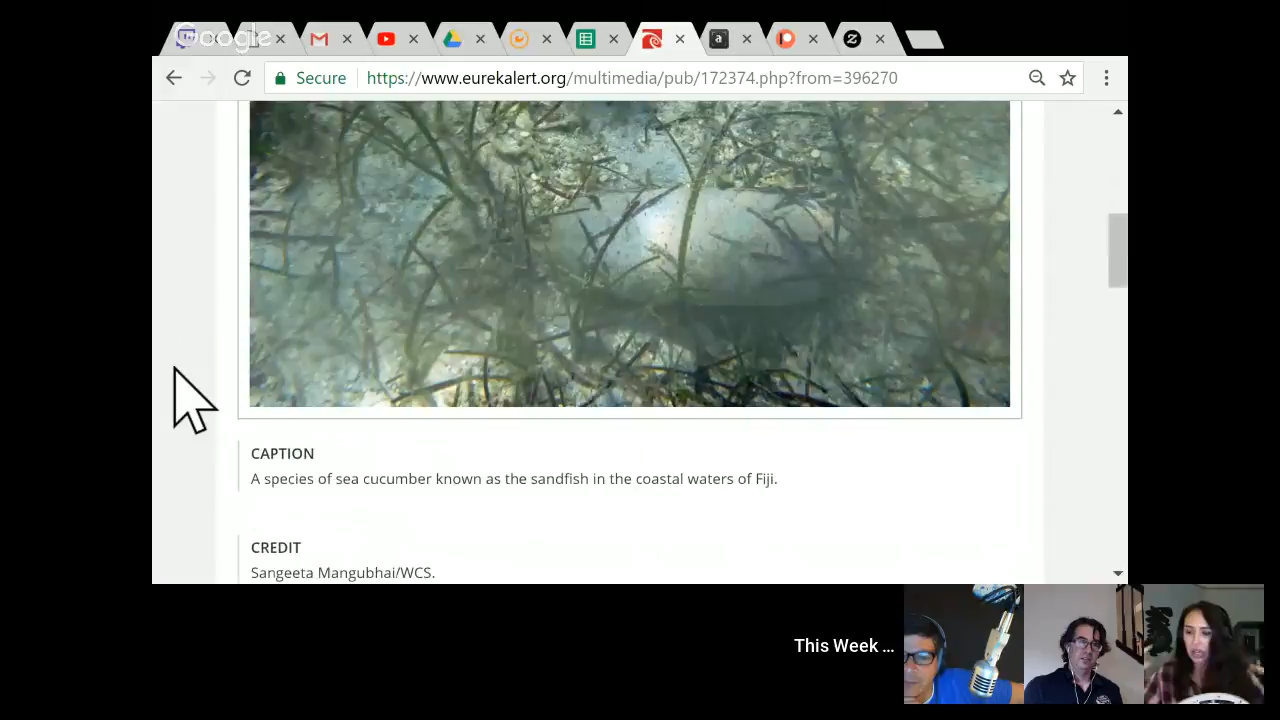 Google
Secure https://www.eurekalert.org/multimedia/pub/172374.php?from=396270
CAPTION
A species of sea cucumber known as the sandfish in the coastal waters of Fiji.
CREDIT
Sangeeta Mangubhai/WCS.
This Week ...